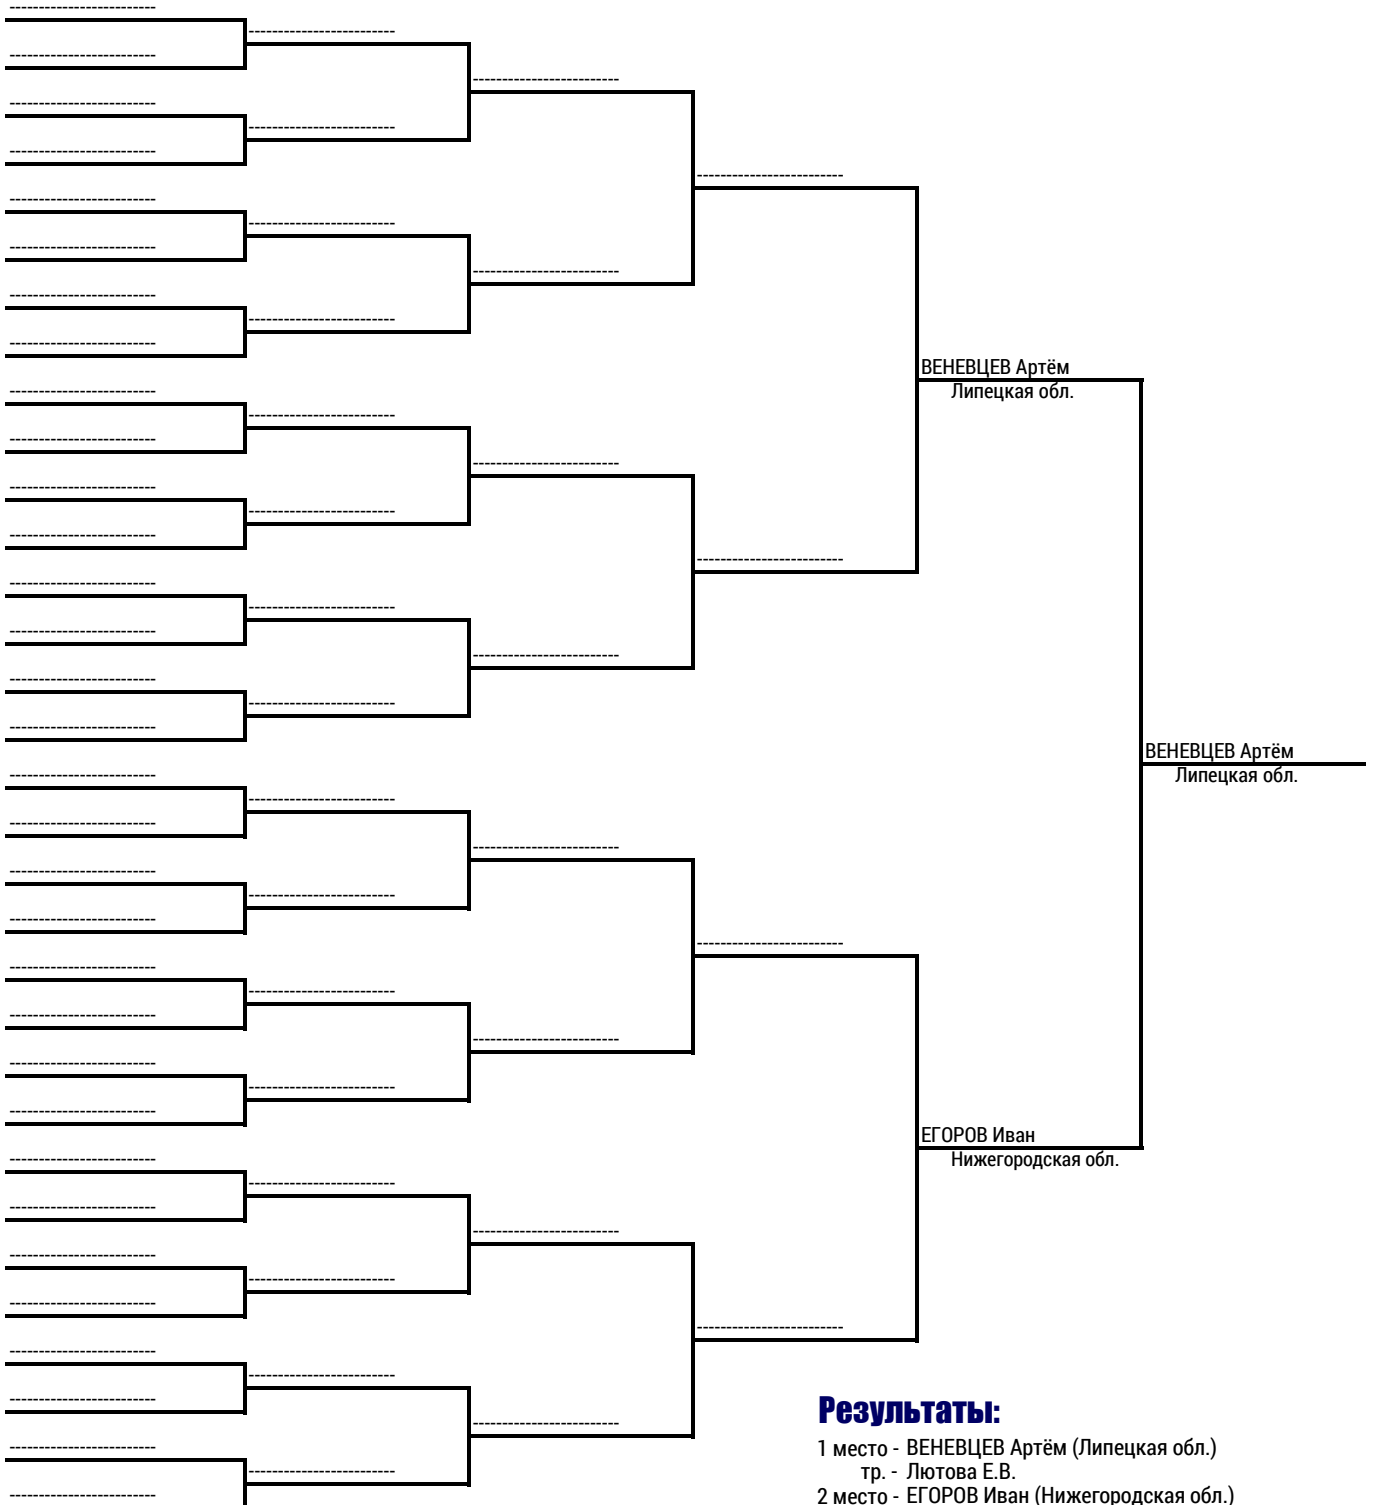 ВЕНЕВЦЕВ Артём
Липецкая обл.
ВЕНЕВЦЕВ Артём
Липецкая обл.
ЕГОРОВ Иван
Нижегородская обл.
Результаты:
1 место - ВЕНЕВЦЕВ Артём (Липецкая обл.)
тр. - Лютова Е.В.
2 место - ЕГОРОВ Иван (Нижегородская обл.)